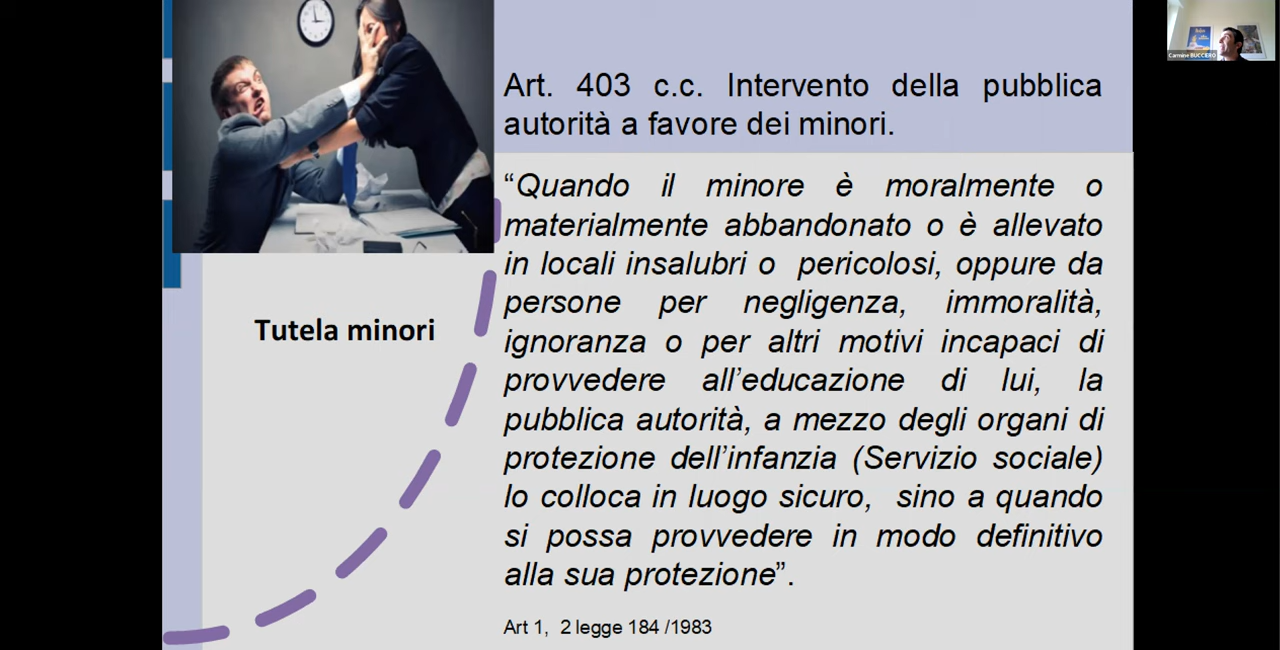 Carmine BUCCERO
Art. 403 c.c. Intervento della pubblica
autorità a favore dei minori.
“Quando il minore è moralmente o
materialmente abbandonato o è allevato
in locali insalubri o pericolosi, oppure da
persone per negligenza, immoralità,
ignoranza o per altri motivi incapaci di
provvedere all’educazione di lui, la
pubblica autorità, a mezzo degli organi di
protezione dell’infanzia (Servizio sociale)
lo colloca in luogo sicuro, sino a quando
si possa provvedere in modo definitivo
alla sua protezione”.
Tutela minori
Art 1, 2 legge 184 /1983